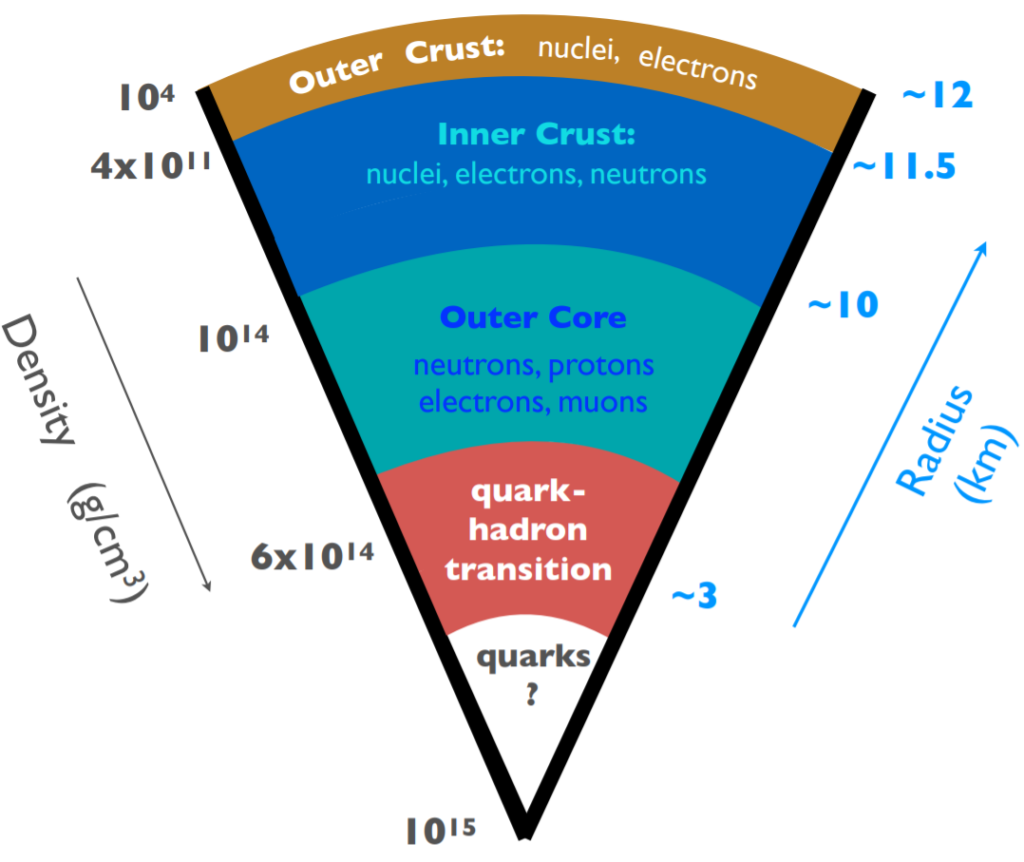 Outer Crust: nuclei, electrons
10⁴
~12
Inner Crust:
4x10¹¹
nuclei, electrons, neutrons
~11.5
~10
Outer Core
10¹⁴
neutrons, protons
electrons, muons
Density (g/cm³)
Radius
(km)
quark-
hadron
transition
6x10¹⁴
~3
quarks
?
10¹⁵